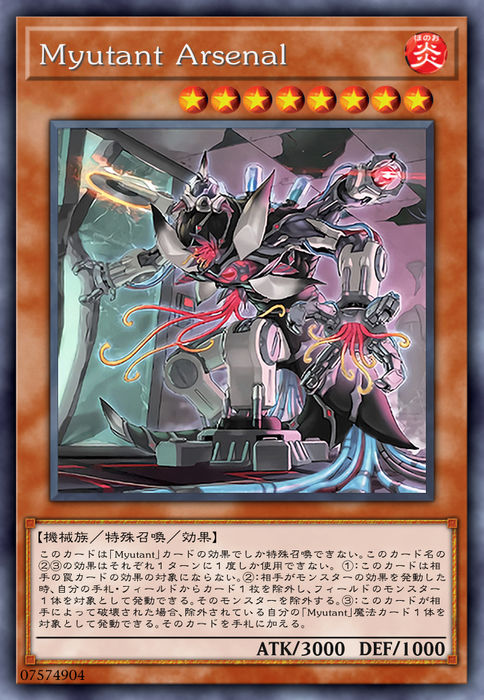 Myutant Arsenal
ほのお
炎
【機械族／特殊召喚／効果】
このカードは「Myutant」カードの効果でしか特殊召喚できない。このカード名の
②③の効果はそれぞれ１ターンに１度しか使用できない。 ①：このカードは相
手の罠カードの効果の対象にならない。②：相手がモンスターの効果を発動した
時、自分の手札・フィールドからカード１枚を除外し、フィールドのモンスター
１体を対象として発動できる。そのモンスターを除外する。③：このカードが相
手によって破壊された場合、除外されている自分の「Myutant」魔法カード１体を
対象として発動できる。そのカードを手札に加える。
ATK/3000 DEF/1000
07574904